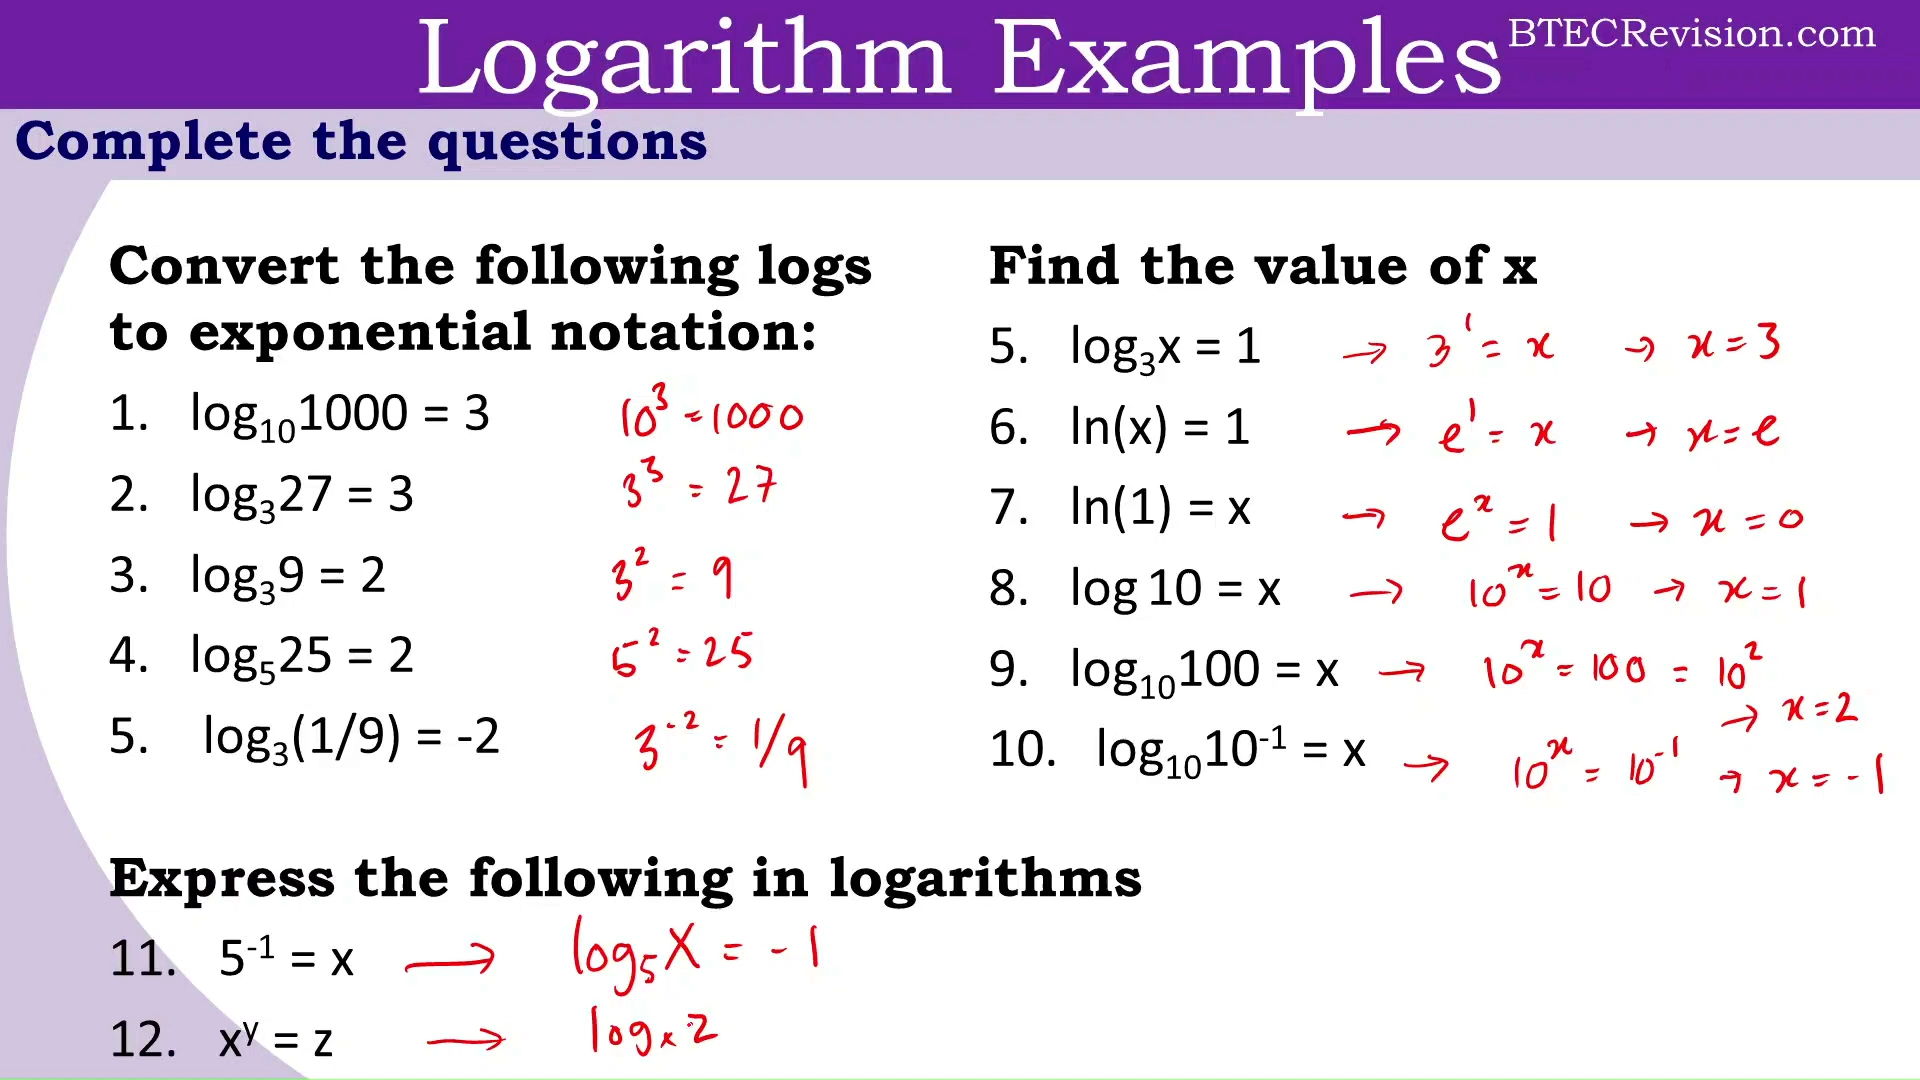 Logarithm Examples
BTECRevision.com
Complete the questions
Convert the following logs
to exponential notation:
1. log₁₀1000 = 3 10³ = 1000
2. log₃27 = 3 3³ = 27
3. log₃9 = 2 3² = 9
4. log₅25 = 2 5² = 25
5. log₃(1/9) = -2 3⁻² = 1/9
Find the value of x
5. log₃x = 1 → 3¹ = x → x = 3
6. ln(x) = 1 → e¹ = x → x = e
7. ln(1) = x → eˣ = 1 → x = 0
8. log 10 = x → 10ˣ = 10 → x = 1
9. log₁₀100 = x → 10ˣ = 100 = 10²
→ x = 2
10. log₁₀10⁻¹ = x → 10ˣ = 10⁻¹ → x = -1
Express the following in logarithms
11. 5⁻¹ = x → log₅X = -1
12. xʸ = z → logₓz